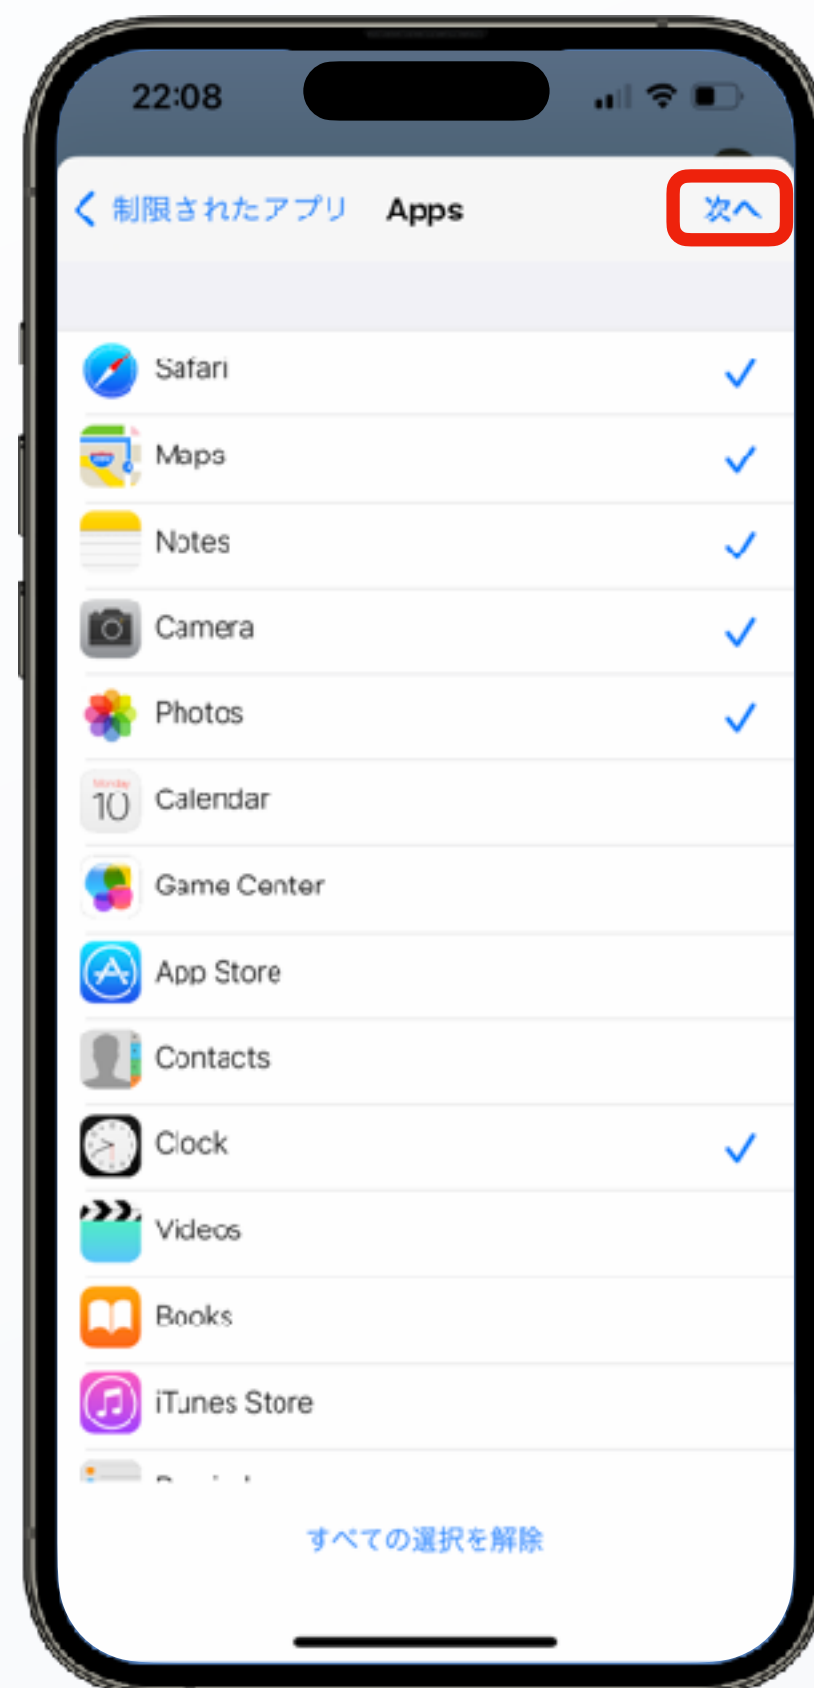 22:08
制限されたアプリ Apps 次へ
Safari
Maps
Notes
Camera
Photos
Monday
10
Calendar
Game Center
App Store
Contacts
Clock
Videos
Books
iTunes Store
すべての選択を解除